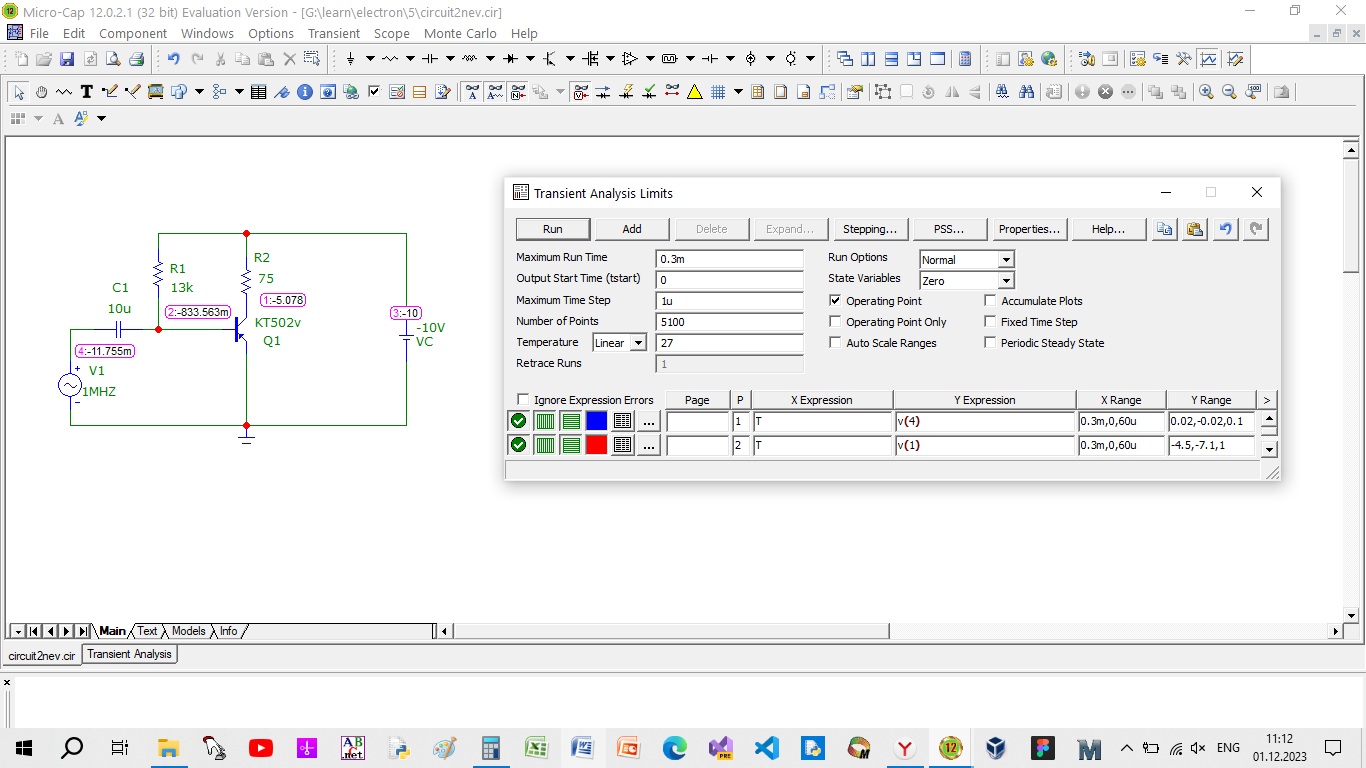 Micro-Cap 12.0.2.1 (32 bit) Evaluation Version - [G:\learn\electron\5\circuit2nev.cir]
File Edit Component Windows Options Transient Scope Monte Carlo Help
Transient Analysis Limits
Run Add Delete Expand... Stepping... PSS... Properties... Help...
Maximum Run Time 0.3m Run Options Normal
Output Start Time (tstart) 0 State Variables Zero
Maximum Time Step 1u Operating Point Accumulate Plots
Number of Points 5100 Operating Point Only Fixed Time Step
Temperature Linear 27 Auto Scale Ranges Periodic Steady State
Retrace Runs 1
Ignore Expression Errors Page P X Expression Y Expression X Range Y Range >
... 1 T v(4) 0.3m,0,60u 0.02,-0.02,0.1
... 2 T v(1) 0.3m,0,60u -4.5,-7.1,1
R1
13k
R2
75
C1
10u
1:-5.078
2:-833.563m
3:-10
KT502v
Q1
-10V
VC
4:-11.755m
V1
1MHZ
Main Text Models Info
circuit2nev.cir Transient Analysis
ABC
.net
PRE
12
ENG
11:12
01.12.2023